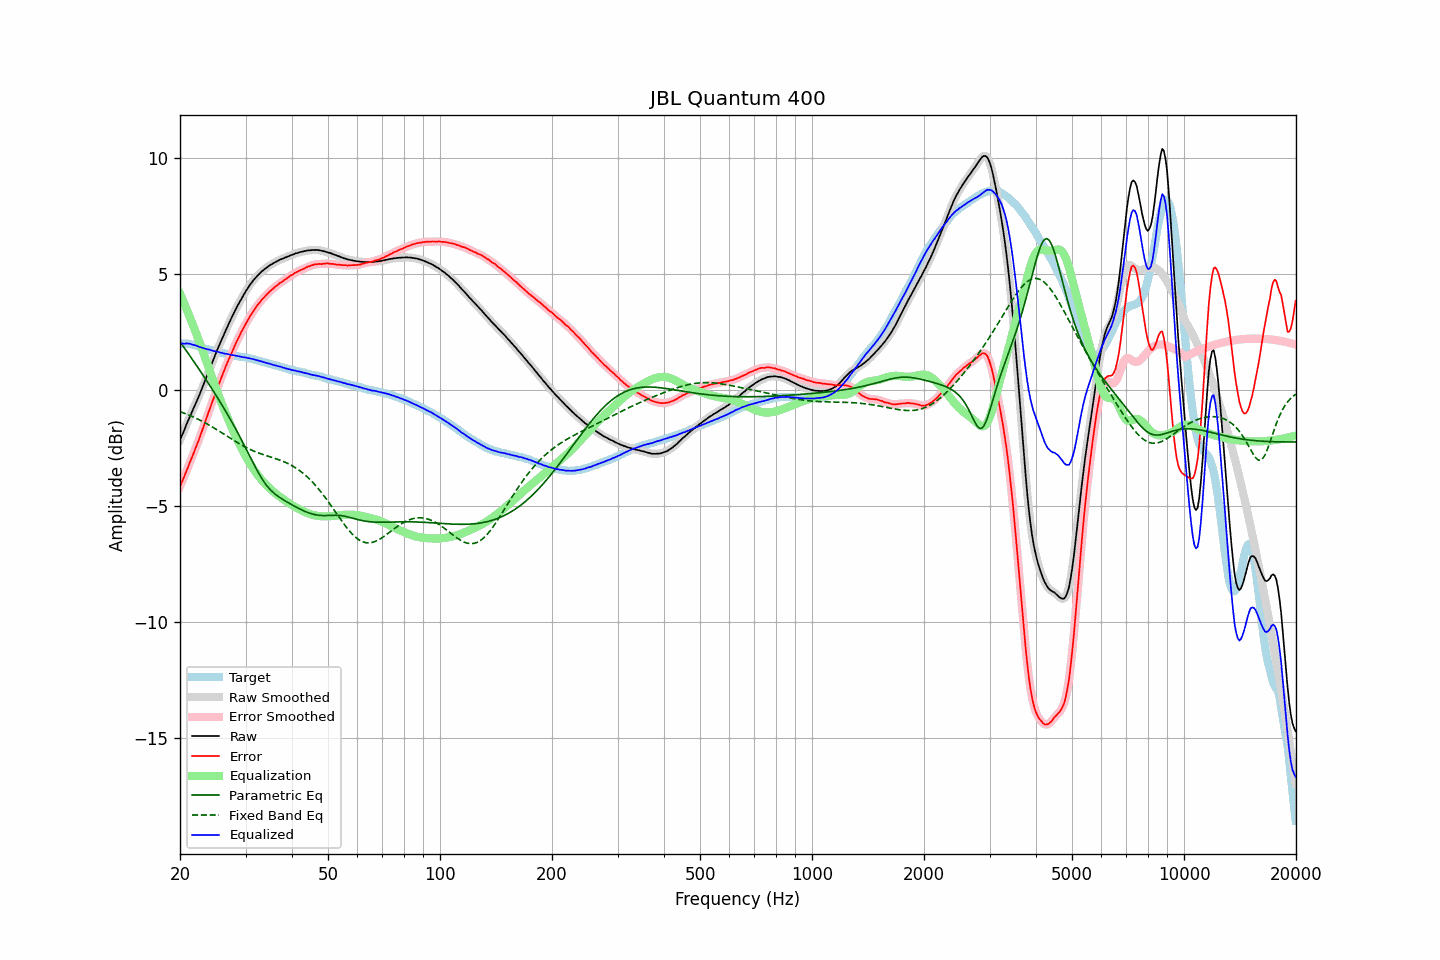 JBL Quantum 400
10
5
0
−5
−10
−15
Amplitude (dBr)
Target
Raw Smoothed
Error Smoothed
Raw
Error
Equalization
Parametric Eq
Fixed Band Eq
Equalized
20 50 100 200 500 1000 2000 5000 10000 20000
Frequency (Hz)